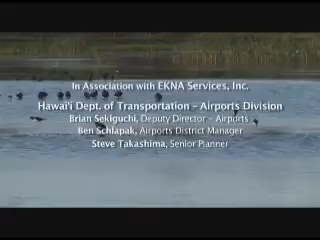 In Association with EKNA Services, Inc.
Hawai'i Dept. of Transportation - Airports Division
Brian Sekiguchi, Deputy Director - Airports
Ben Schlapak, Airports District Manager
Steve Takashima, Senior Planner